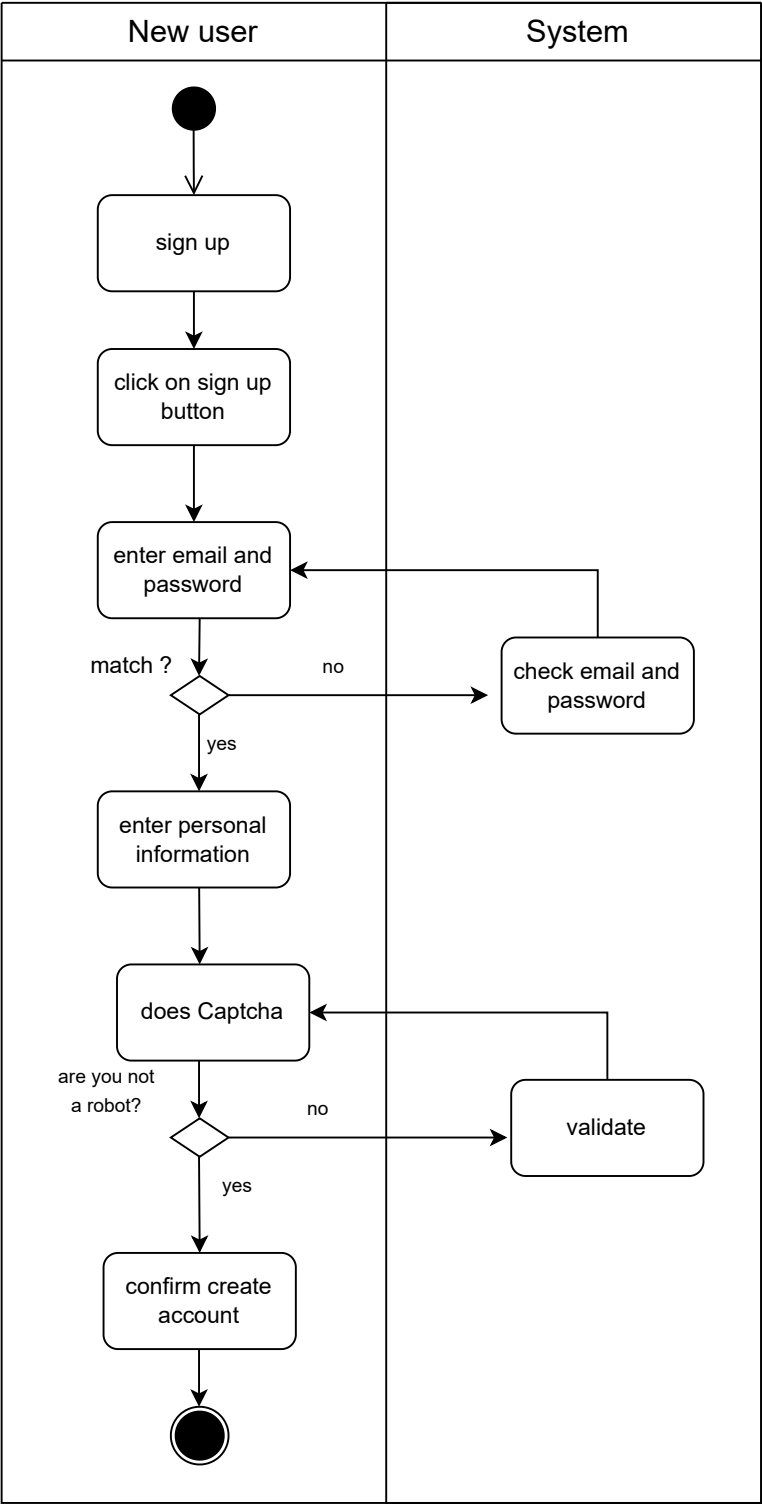 New user
System
sign up
click on sign up
button
enter email and
password
match ?
no
check email and
password
yes
enter personal
information
does Captcha
are you not
a robot?
no
validate
yes
confirm create
account